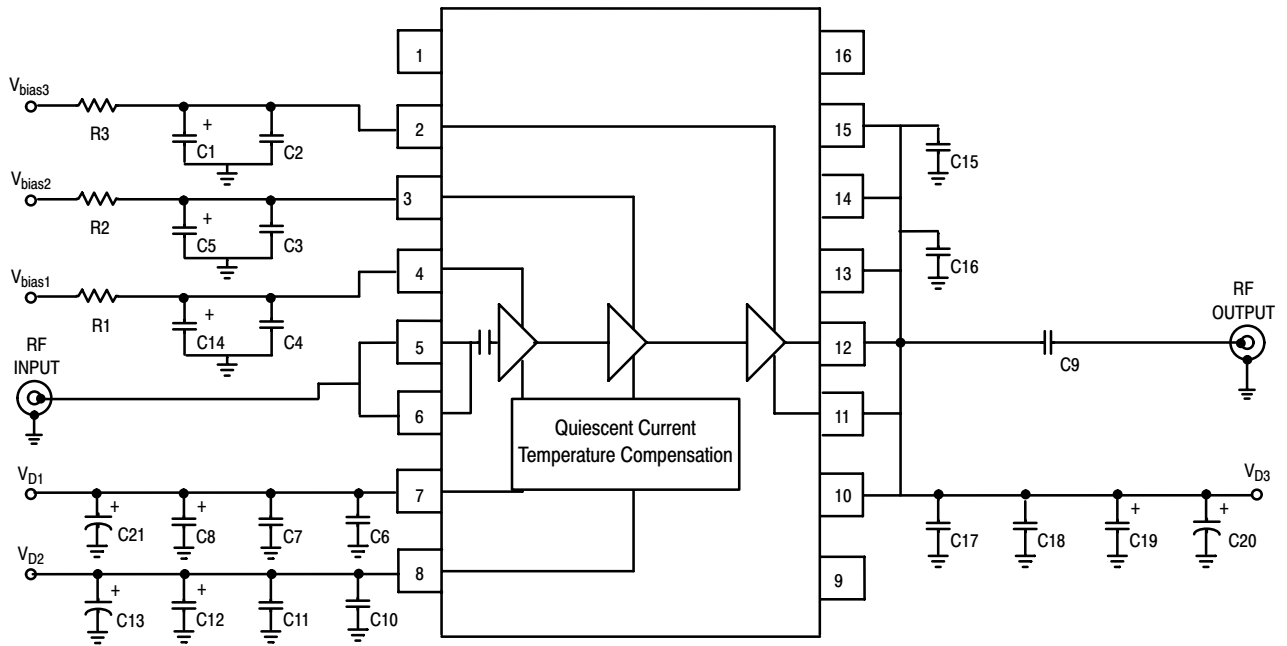 1
16
Vbias3
R3
+
C1
C2
2
15
C15
Vbias2
R2
+
C5
C3
3
14
C16
Vbias1
R1
+
C14
C4
4
13
RF
INPUT
5
12
C9
RF
OUTPUT
6
11
Quiescent Current
Temperature Compensation
VD1
C21
+
C8
+
C7
C6
7
10
C17
C18
C19
+
C20
+
VD3
VD2
C13
+
C12
+
C11
C10
8
9